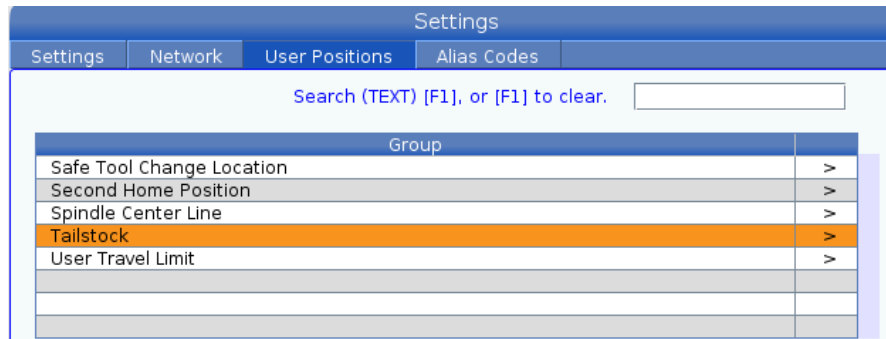 Settings
Settings Network User Positions Alias Codes
Search (TEXT) [F1], or [F1] to clear.
Group
Safe Tool Change Location >
Second Home Position >
Spindle Center Line >
Tailstock >
User Travel Limit >